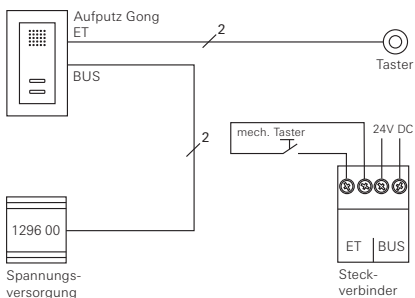 Aufputz Gong
ET
2
Taster
BUS
2
mech. Taster
24V DC
1296 00
ET
BUS
Spannungs-
versorgung
Steck-
verbinder